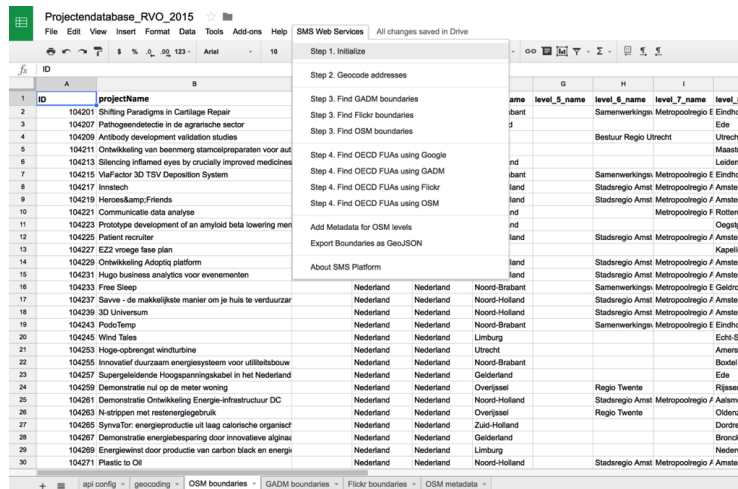 Projectendatabase_RVO_2015
File Edit View Insert Format Data Tools Add-ons Help SMS Web Services All changes saved in Drive
$ % .0 .00 123 Arial 10
fx ID
A B G H I
1 ID projectName level_5_name level_6_name level_7_name
2 104201 Shifting Paradigms in Cartilage Repair
3 104207 Pathogeendetectie in de agrarische sector Ede
4 104209 Antibody development validation studies Bestuur Regio Utrecht
5 104211 Ontwikkeling van beenmerg stamcelpreparaten voor aut
6 104213 Silencing inflamed eyes by crucially improved medicines
7 104215 ViaFactor 3D TSV Deposition System
8 104217 Innstech
9 104219 Heroes&amp;Friends
10 104221 Communicatie data analyse
11 104223 Prototype development of an amyloid beta lowering men
12 104225 Patient recruiter
13 104227 EZ2 vroege fase plan
14 104229 Ontwikkeling Adoptiq platform
15 104231 Hugo business analytics voor evenementen
Step 1. Initialize
Step 2. Geocode addresses
Step 3. Find GADM boundaries
Step 3. Find Flickr boundaries
Step 3. Find OSM boundaries
Step 4. Find OECD FUAs using Google
Step 4. Find OECD FUAs using GADM
Step 4. Find OECD FUAs using Flickr
Step 4. Find OECD FUAs using OSM
Add Metadata for OSM levels
Export Boundaries as GeoJSON
About SMS Platform
16 104233 Free Sleep Nederland Nederland Noord-Brabant Samenwerkings Metropoolregio E Geldro
17 104237 Savve - de makkelijkste manier om je huis te verduurzar Nederland Nederland Noord-Holland Stadsregio Amst Metropoolregio A Amste
18 104239 3D Universum Nederland Nederland Noord-Holland Stadsregio Amst Metropoolregio A Amste
19 104243 PodoTemp Nederland Nederland Noord-Brabant Samenwerkings Metropoolregio E Eindho
20 104245 Wind Tales Nederland Nederland Limburg Echt-S
21 104253 Hoge-opbrengst windturbine Nederland Nederland Utrecht Amers
22 104255 Innovatief duurzaam energiesysteem voor utiliteitsbouw Nederland Nederland Noord-Brabant Boxtel
23 104257 Supergeleidende Hoogspanningskabel in het Nederland Nederland Nederland Gelderland Ede
24 104259 Demonstratie nul op de meter woning Nederland Nederland Overijssel Regio Twente Rijsse
25 104261 Demonstratie Ontwikkeling Energie-infrastructuur DC Nederland Nederland Noord-Holland Stadsregio Amst Metropoolregio A Aalsm
26 104263 N-strippen met restenergiegebruik Nederland Nederland Overijssel Regio Twente Oldenz
27 104265 SynvaTor: energieproductie uit laag calorische organisch Nederland Nederland Zuid-Holland Dordre
28 104267 Demonstratie energiebesparing door innovatieve alginaa Nederland Nederland Gelderland Bronck
29 104269 Energiewinst door productie van carbon black en energi Nederland Nederland Limburg Neder
30 104271 Plastic to Oil Nederland Nederland Noord-Holland Stadsregio Amst Metropoolregio A Amste
api config geocoding OSM boundaries GADM boundaries Flickr boundaries OSM metadata